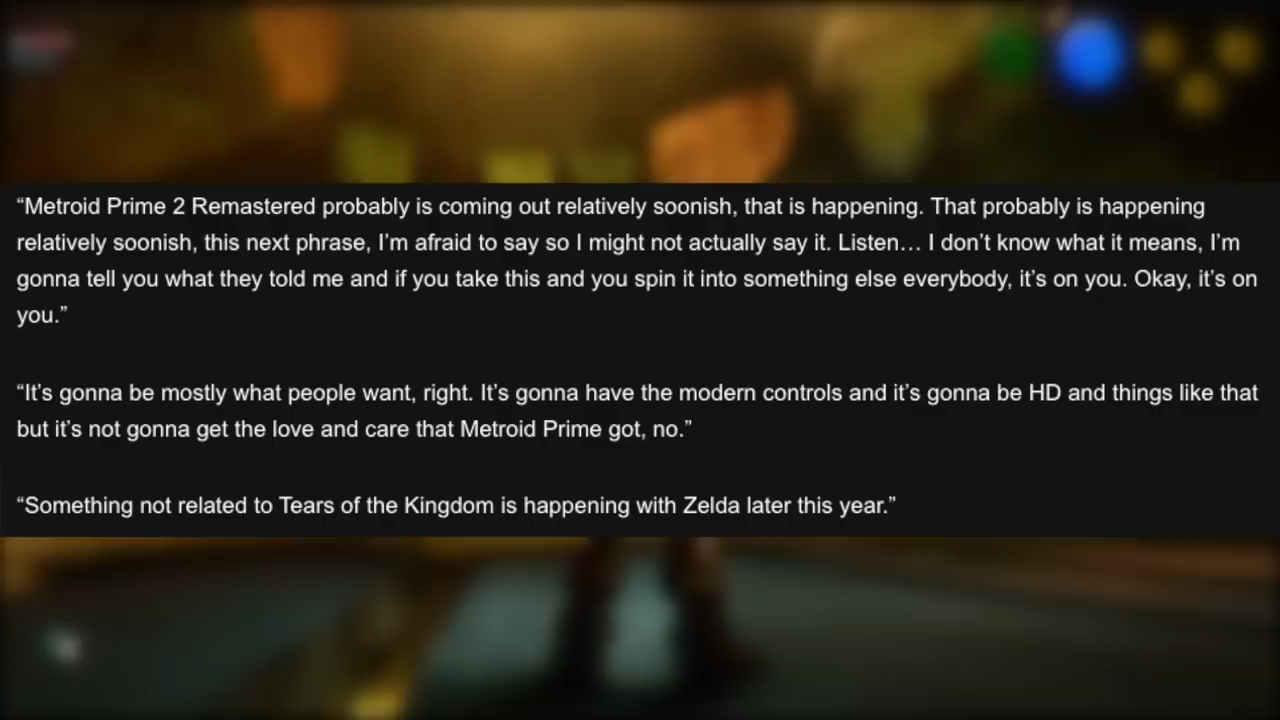 “Metroid Prime 2 Remastered probably is coming out relatively soonish, that is happening. That probably is happening
relatively soonish, this next phrase, I’m afraid to say so I might not actually say it. Listen… I don’t know what it means, I’m
gonna tell you what they told me and if you take this and you spin it into something else everybody, it’s on you. Okay, it’s on
you.”
“It’s gonna be mostly what people want, right. It’s gonna have the modern controls and it’s gonna be HD and things like that
but it’s not gonna get the love and care that Metroid Prime got, no.”
“Something not related to Tears of the Kingdom is happening with Zelda later this year.”